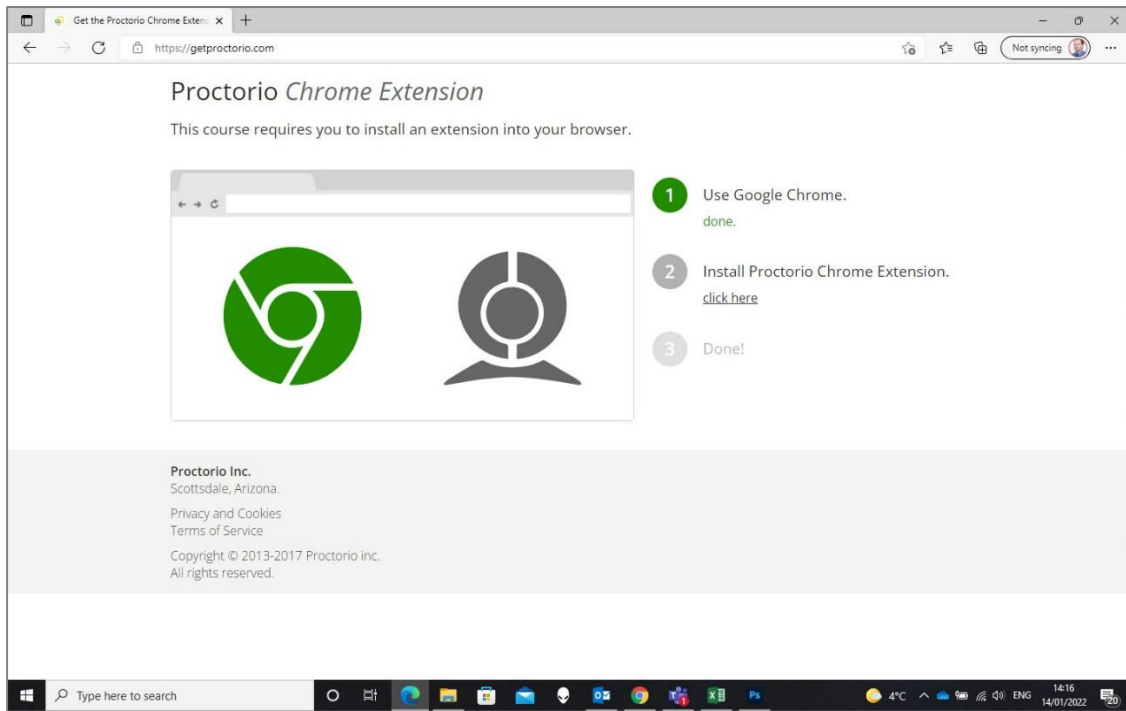 Get the Proctorio Chrome Extens
https://getproctorio.com
Not syncing
Proctorio Chrome Extension
This course requires you to install an extension into your browser.
1 Use Google Chrome.
done.
2 Install Proctorio Chrome Extension.
click here
3 Done!
Proctorio Inc.
Scottsdale, Arizona.
Privacy and Cookies
Terms of Service
Copyright © 2013-2017 Proctorio inc.
All rights reserved.
Type here to search
4°C
ENG
14:16
14/01/2022
20
1
Ps